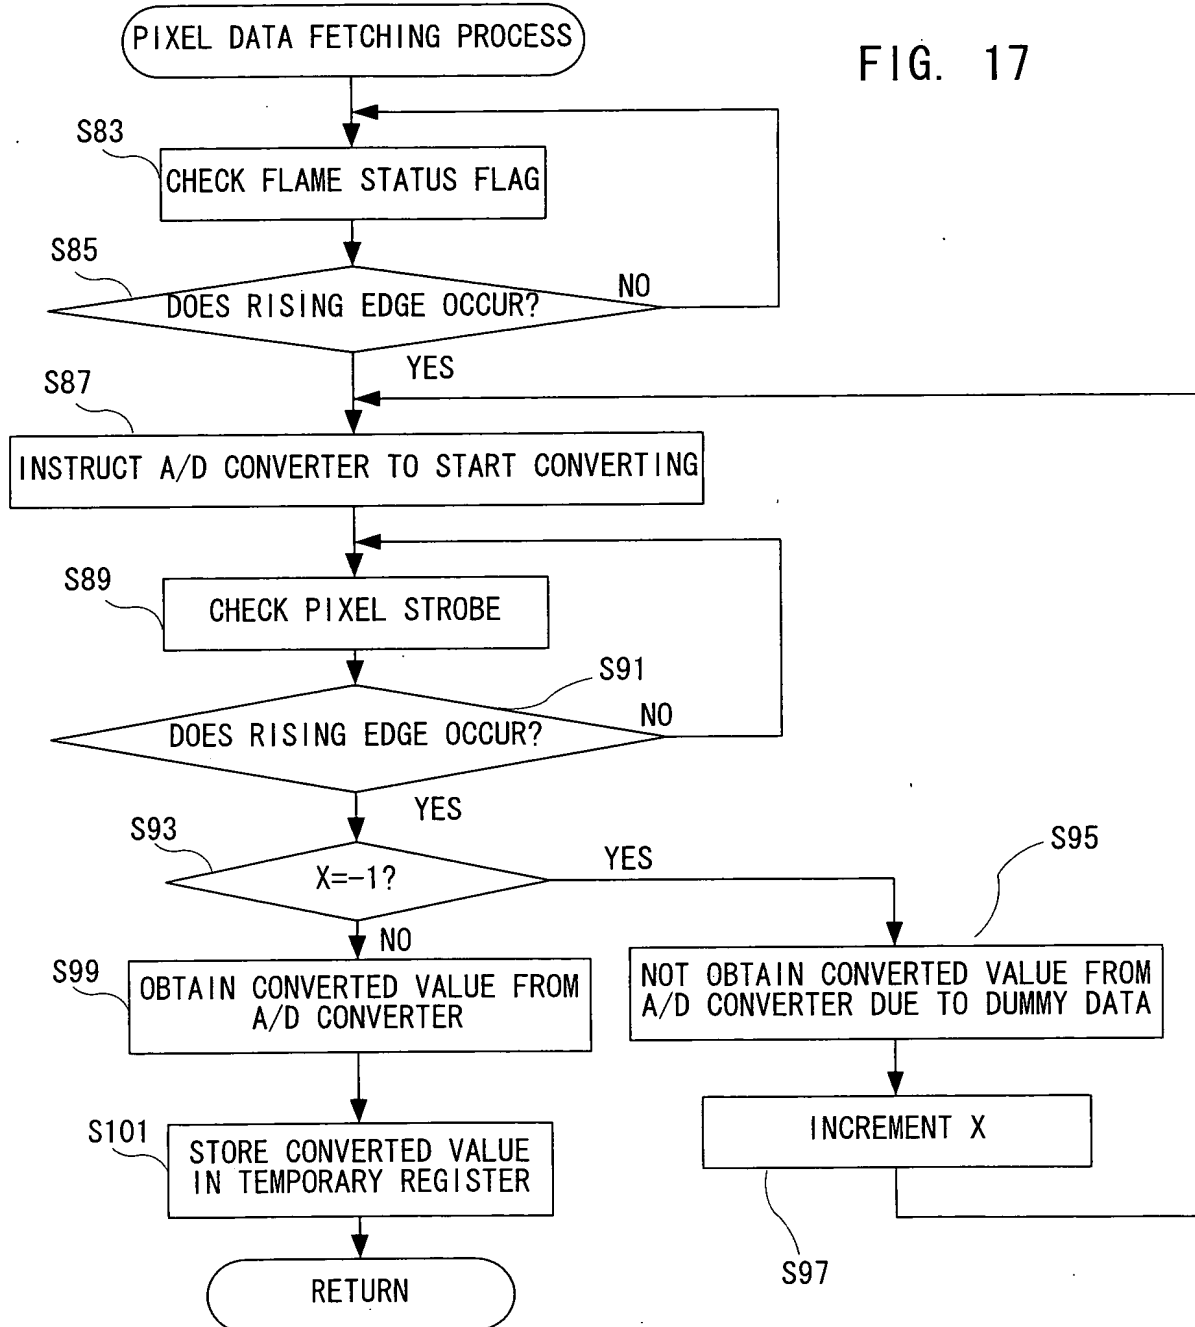 PIXEL DATA FETCHING PROCESS
FIG. 17
S83
CHECK FLAME STATUS FLAG
S85
DOES RISING EDGE OCCUR?
NO
YES
S87
INSTRUCT A/D CONVERTER TO START CONVERTING
S89
CHECK PIXEL STROBE
S91
DOES RISING EDGE OCCUR?
NO
YES
S93
X=-1?
YES
S95
NO
S99
OBTAIN CONVERTED VALUE FROM
A/D CONVERTER
NOT OBTAIN CONVERTED VALUE FROM
A/D CONVERTER DUE TO DUMMY DATA
INCREMENT X
S97
S101
STORE CONVERTED VALUE
IN TEMPORARY REGISTER
RETURN